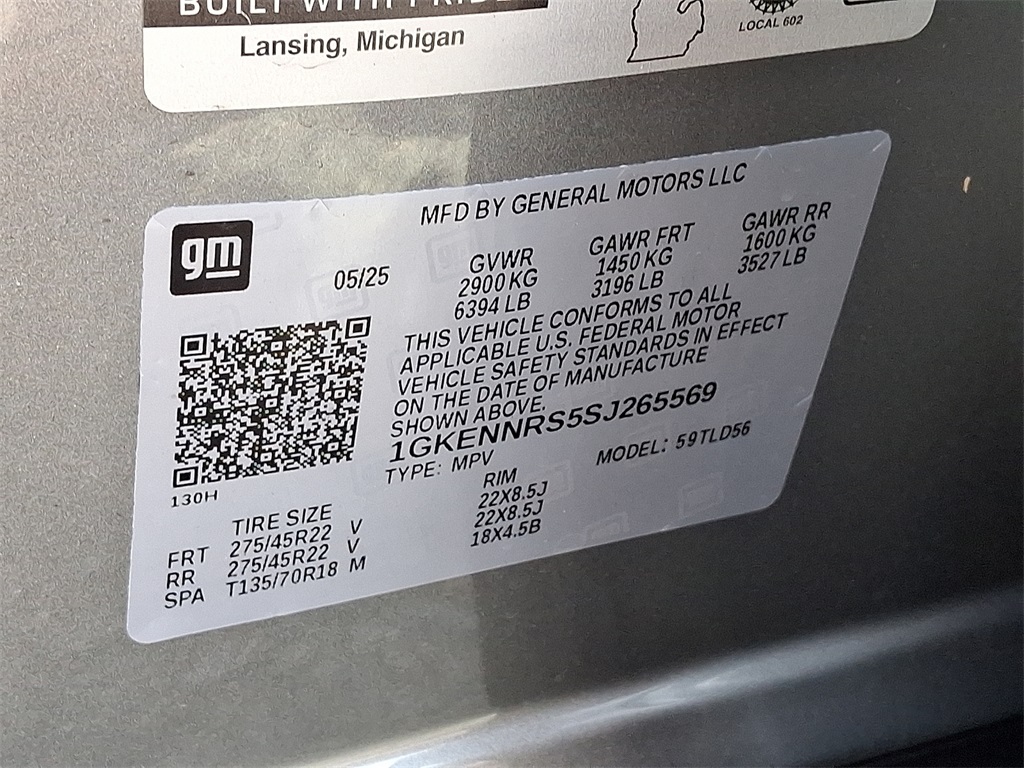 BUILT WITH PRIDE
Lansing, Michigan
LOCAL 602
gm
MFD BY GENERAL MOTORS LLC
05/25
GVWR GAWR FRT GAWR RR
2900KG 1450 KG 1600 KG
6394 LB 3196 LB 3527 LB
THIS VEHICLE CONFORMS TO ALL
APPLICABLE U.S. FEDERAL MOTOR
VEHICLE SAFETY STANDARDS IN EFFECT
ON THE DATE OF MANUFACTURE
SHOWN ABOVE.
1GKENNRS5SJ265569
TYPE: MPV MODEL: 59TLD56
130H
TIRE SIZE RIM
FRT 275/45R22 V 22X8.5J
RR 275/45R22 V 22X8.5J
SPA T135/70R18 M 18X4.5B